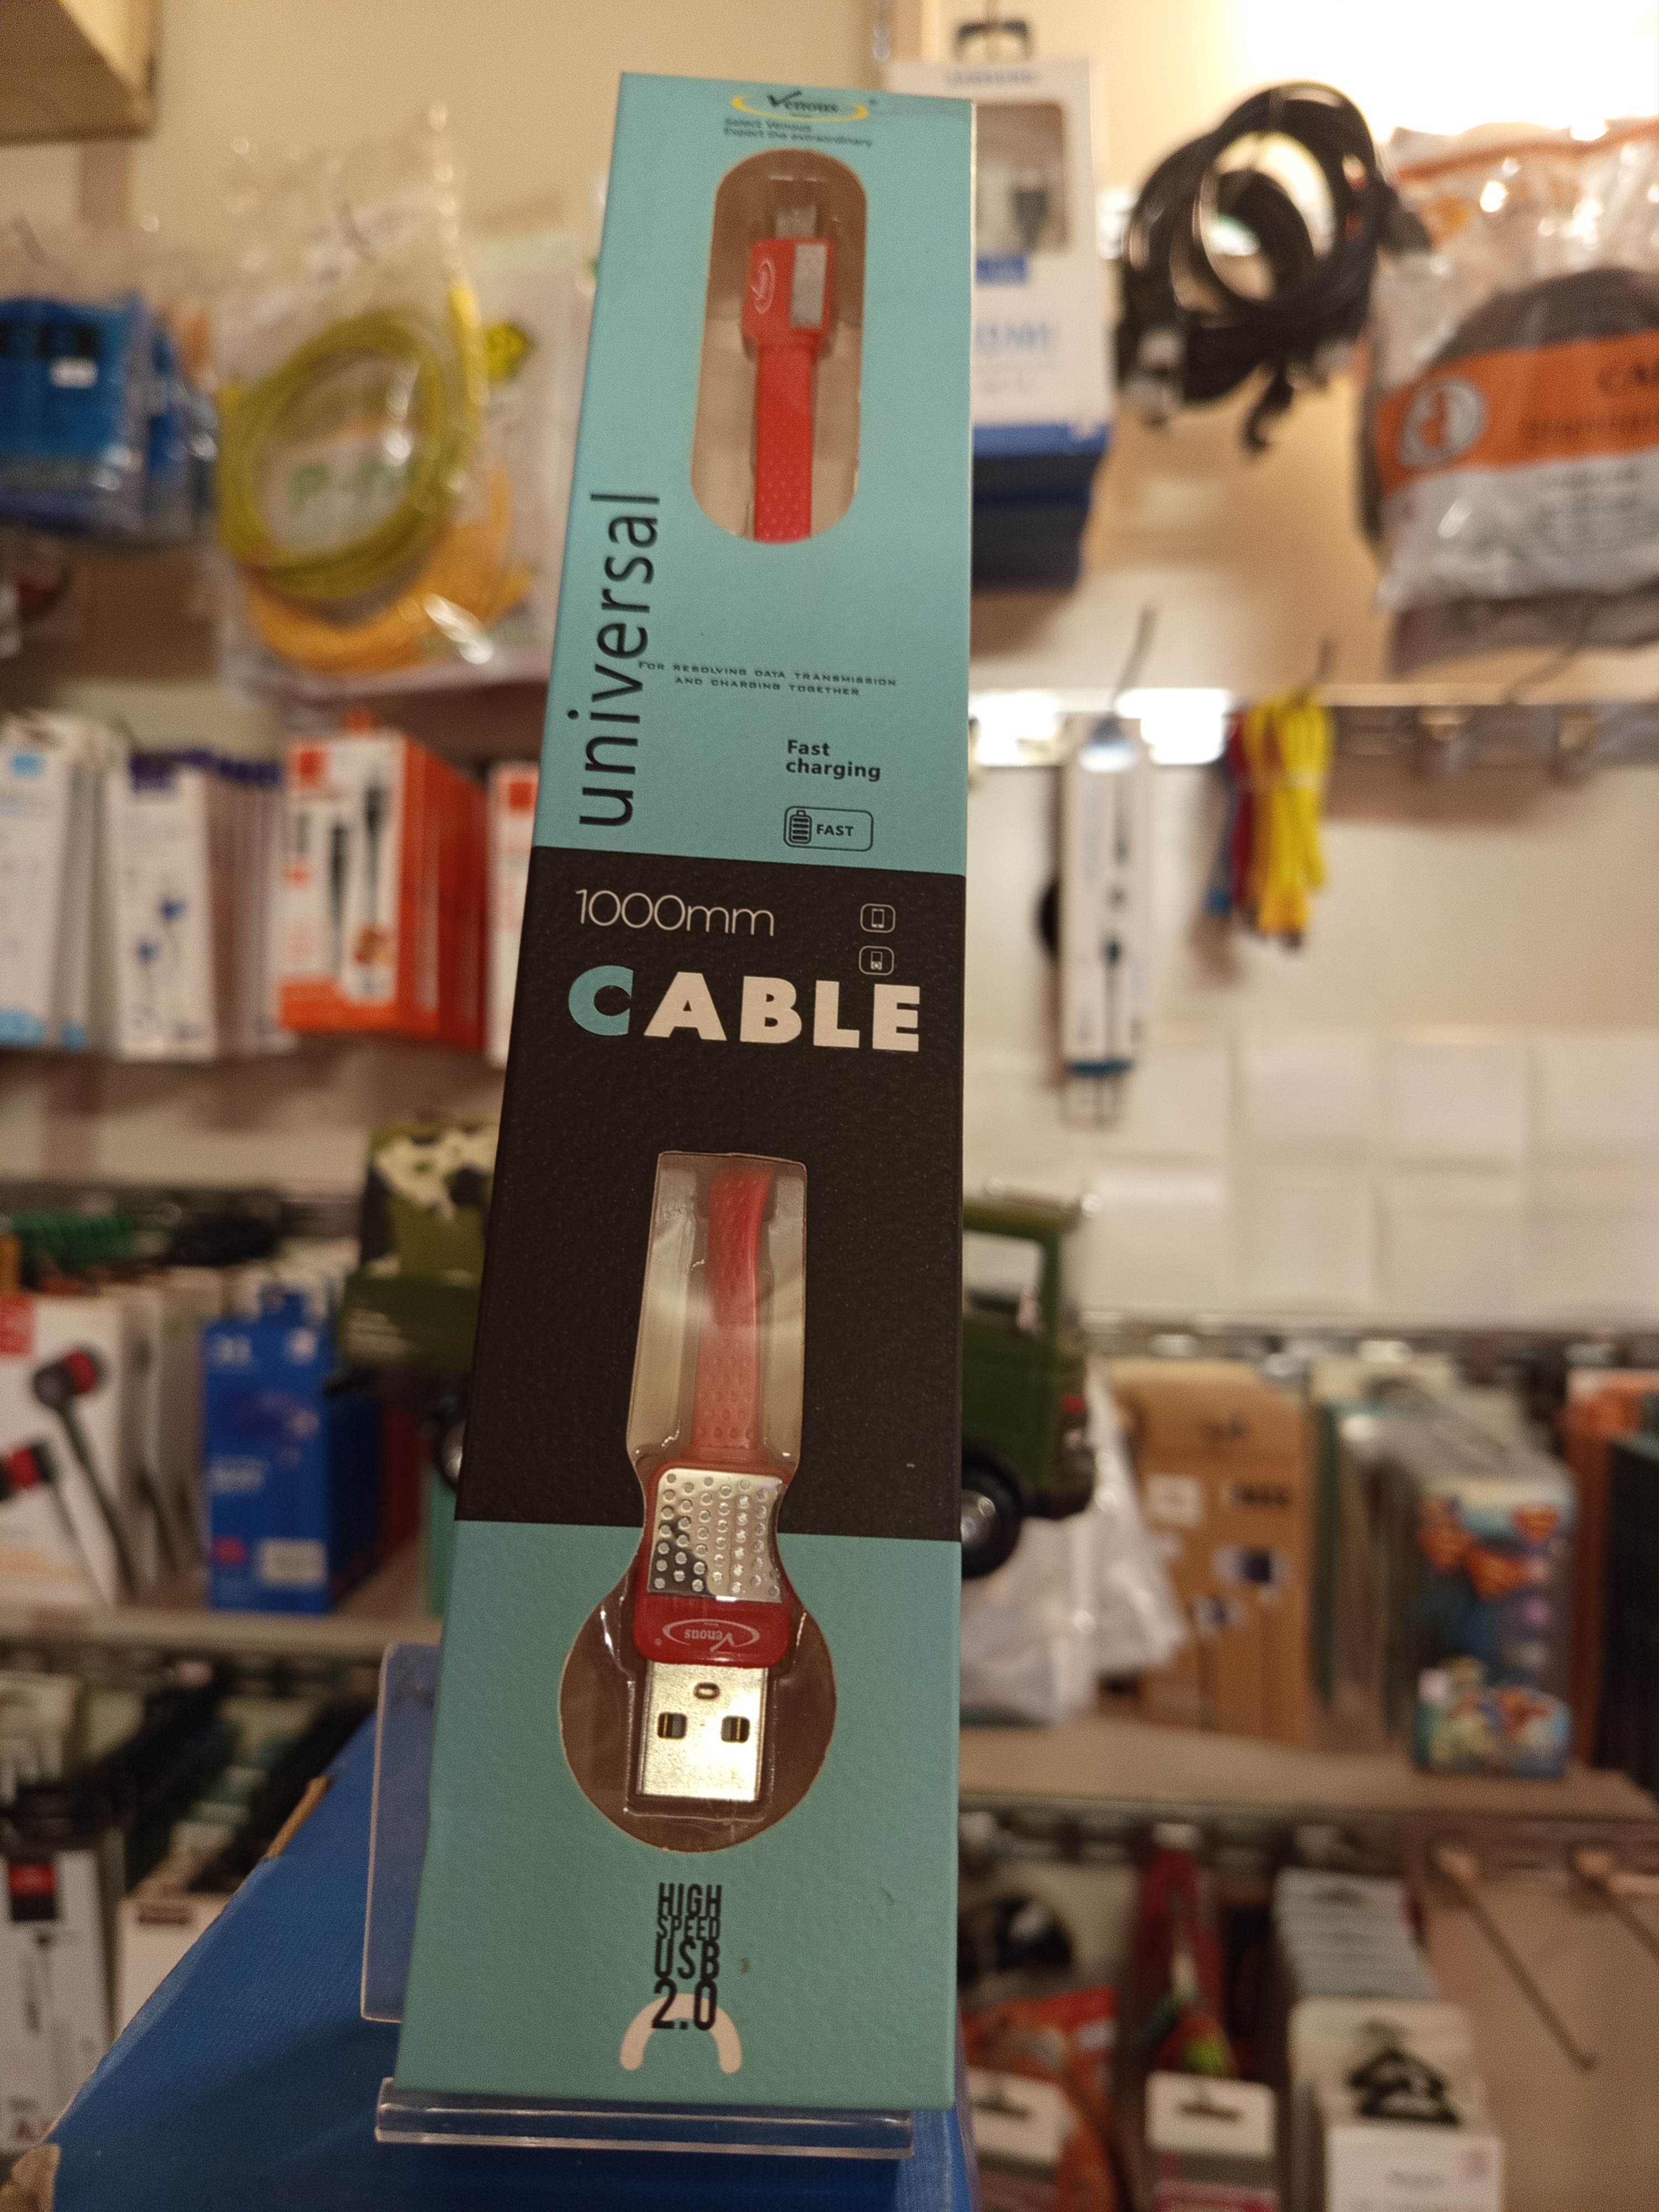 Venous
Select Venous
Expect the extraordinary
universal
FOR RESOLVING DATA TRANSMISSION
AND CHARGING TOGETHER
Fast
charging
FAST
1000mm
CABLE
Venous
HIGH
SPEED
USB
2.0